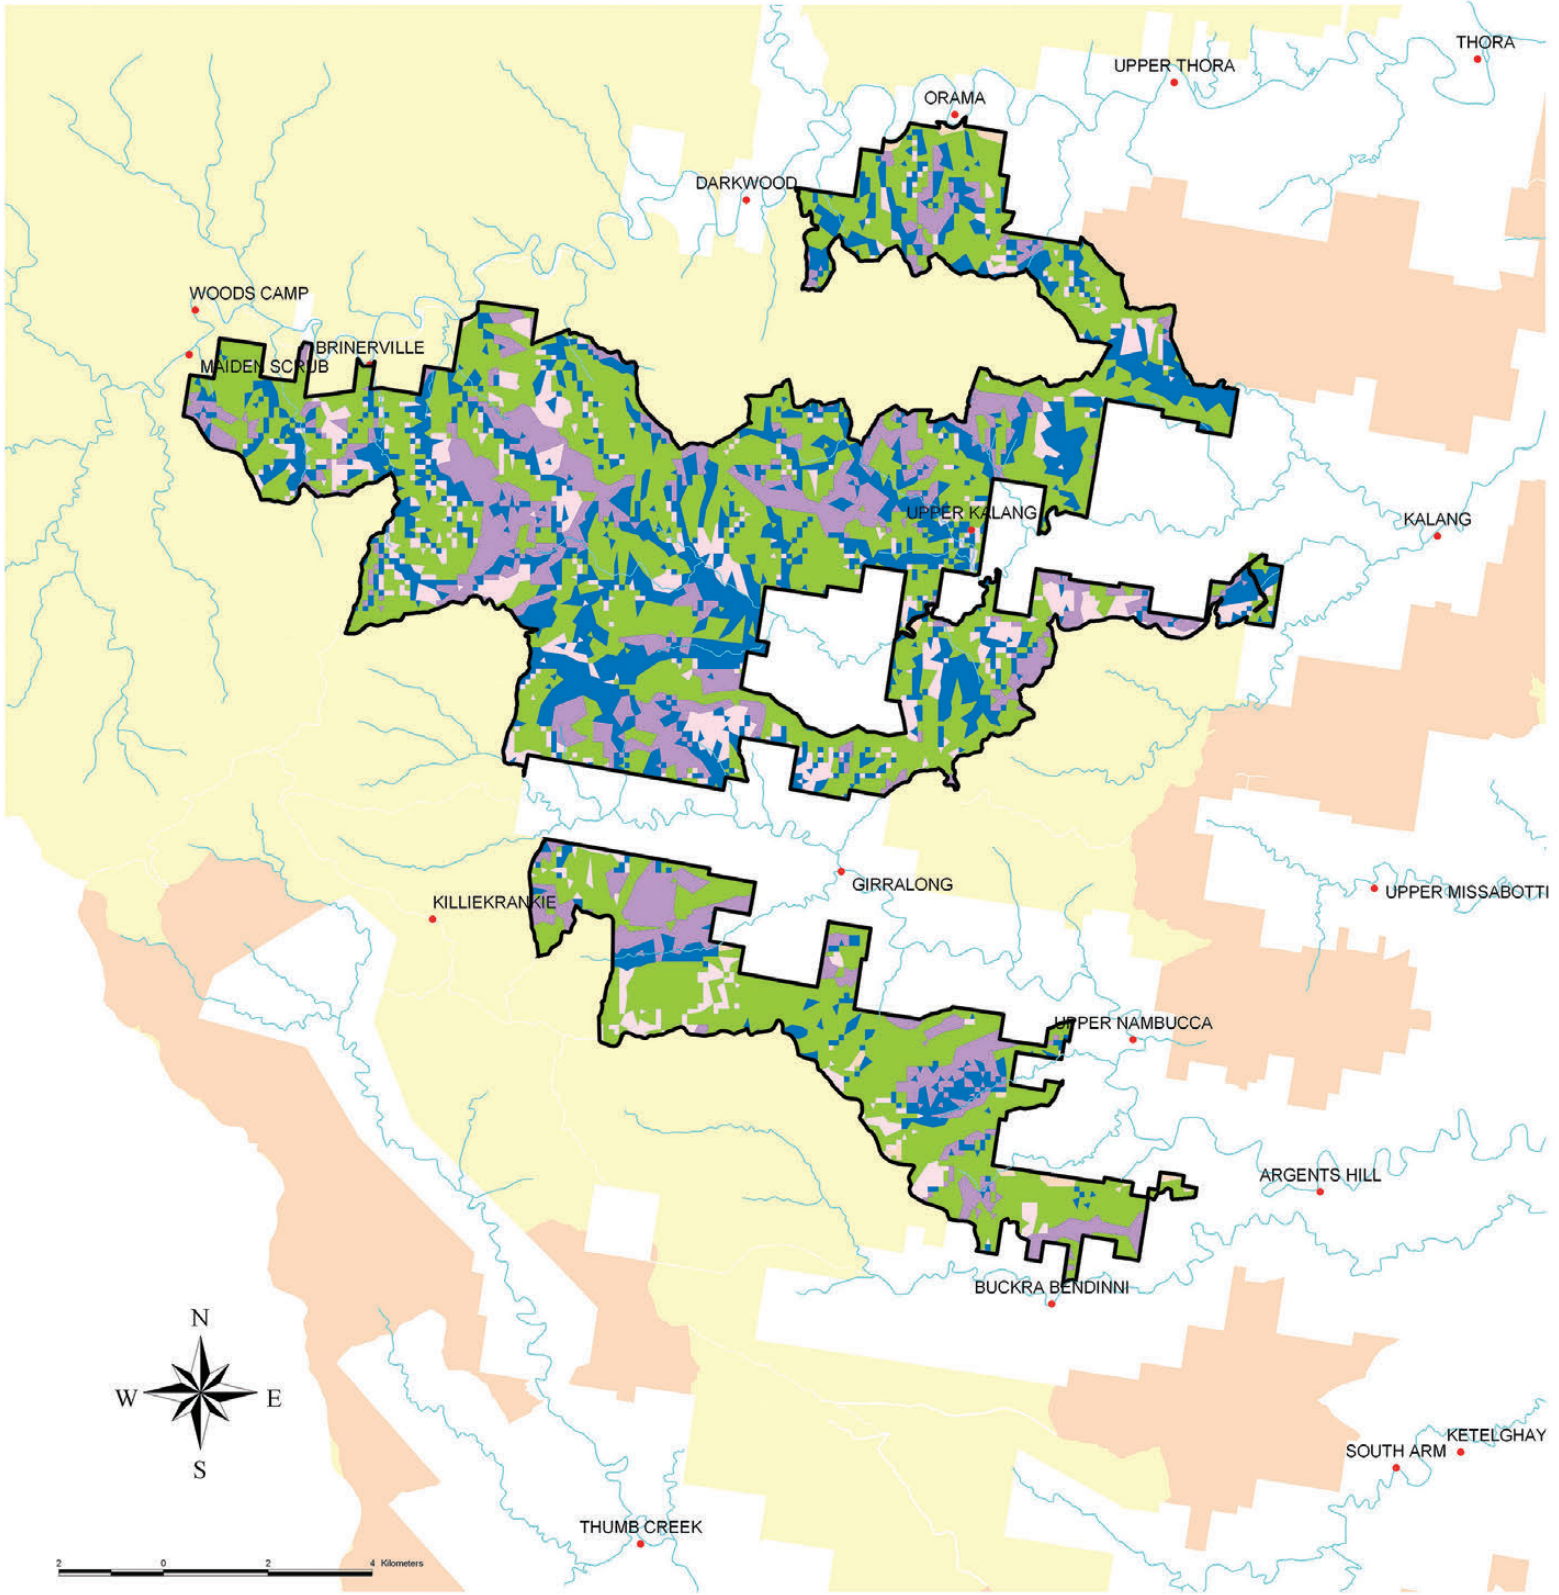 THORA
UPPER THORA
ORAMA
DARKWOOD
WOODS CAMP
BRINERVILLE
MAIDEN SCRUB
UPPER KALANG
KALANG
GIRRALONG
UPPER MISSABOTTI
KILLIEKRANKIE
UPPER NAMBUCCA
ARGENTS HILL
BUCKRA BENDINNI
N
W E
S
KETELGHAY
SOUTH ARM
THUMB CREEK
2 0 2 4 Kilometers